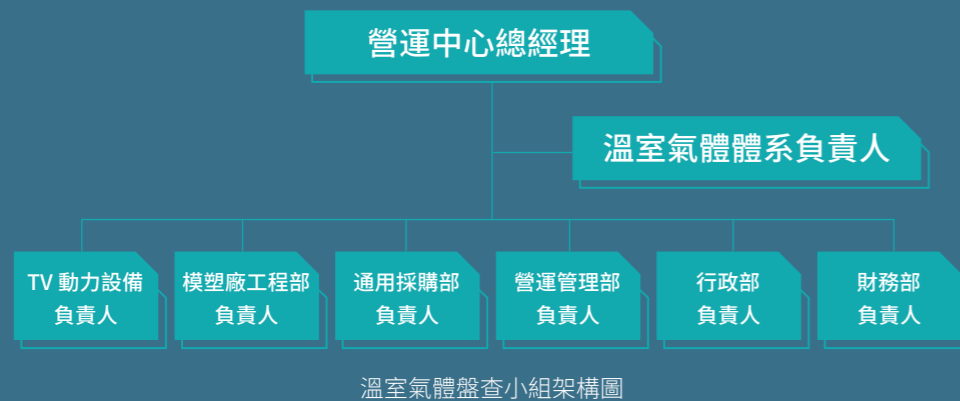 營運中心總經理
溫室氣體體系負責人
TV 動力設備
負責人
模塑廠工程部
負責人
通用採購部
負責人
營運管理部
負責人
行政部
負責人
財務部
負責人
溫室氣體盤查小組架構圖